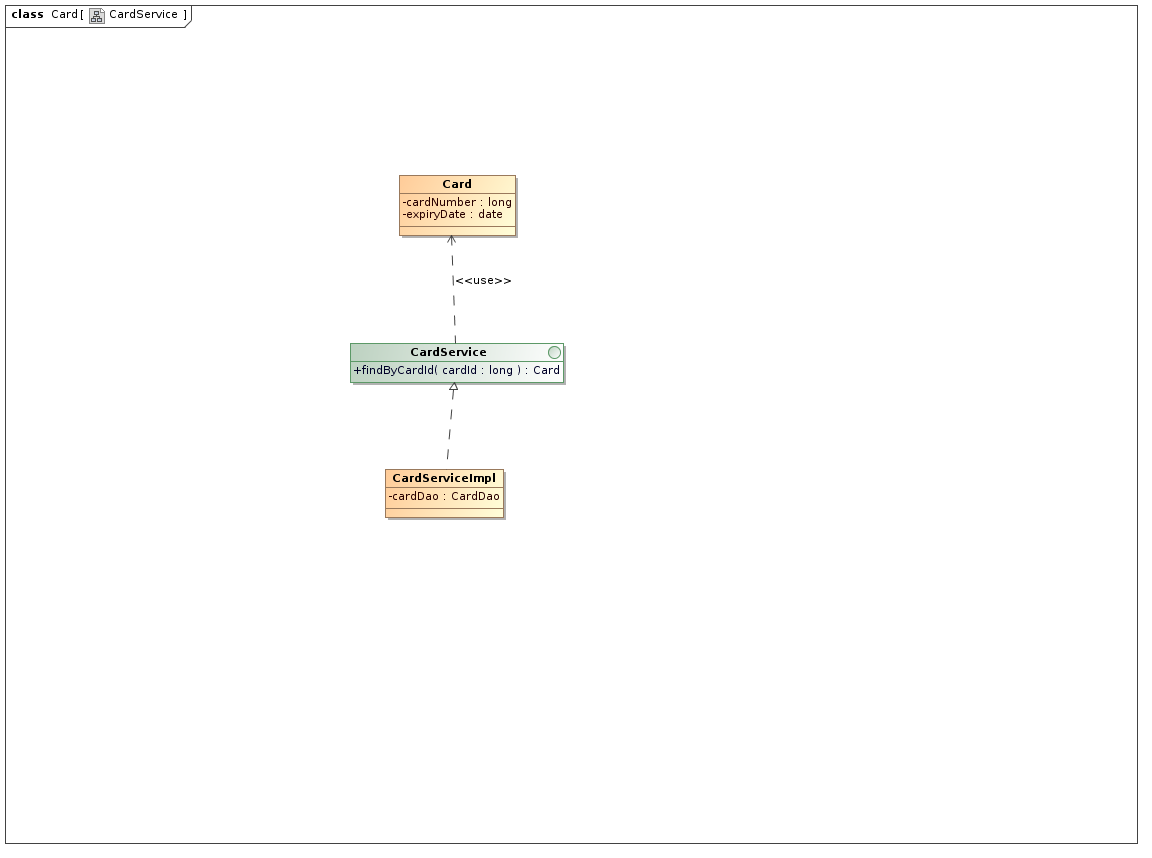 class Card[ CardService ]
Card
-cardNumber : long
-expiryDate : date
<<use>>
CardService
+findByCardId( cardId : long ) : Card
CardServiceImpl
-cardDao : CardDao